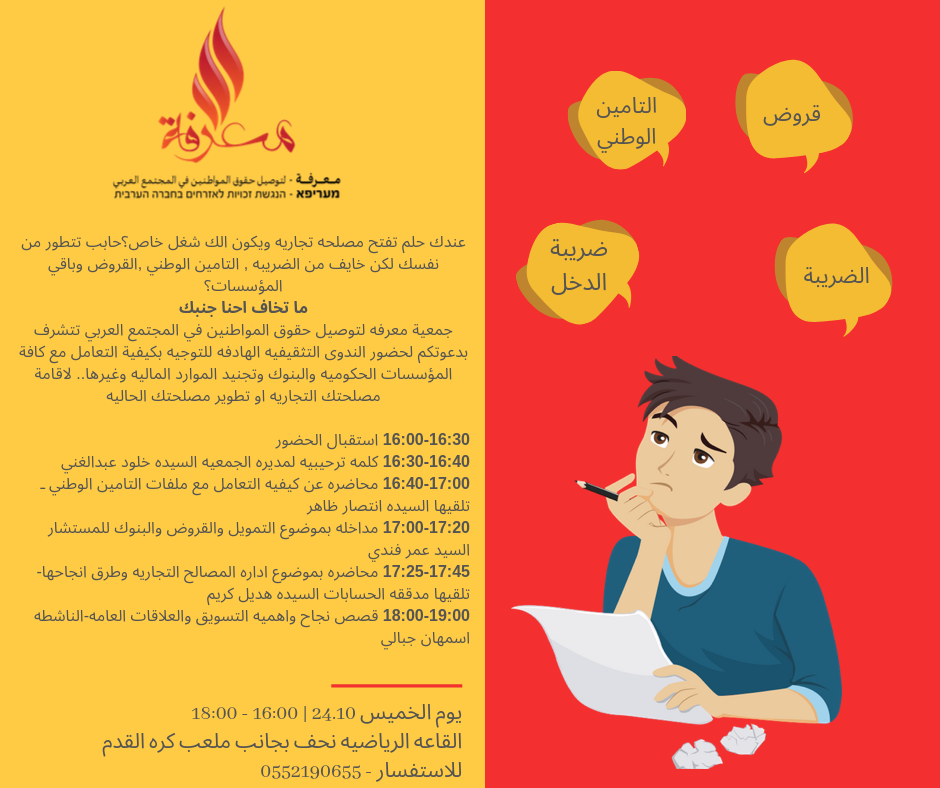 معرفة
معرفة - لتوصيل حقوق المواطنين في المجتمع العربي
מעריפא - הנגשת זכויות לאזרחים בחברה הערבית
عندك حلم تفتح مصلحه تجاريه ويكون الك شغل خاص؟حابب تتطور من
نفسك لكن خايف من الضريبه , التامين الوطني ,القروض وباقي
المؤسسات؟
ما تخاف احنا جنبك
جمعية معرفه لتوصيل حقوق المواطنين في المجتمع العربي تتشرف
بدعوتكم لحضور الندوى التثقيفيه الهادفه للتوجيه بكيفية التعامل مع كافة
المؤسسات الحكوميه والبنوك وتجنيد الموارد الماليه وغيرها.. لاقامة
مصلحتك التجاريه او تطوير مصلحتك الحاليه
16:00-16:30 استقبال الحضور
16:30-16:40 كلمه ترحيبيه لمديره الجمعيه السيده خلود عبدالغني
16:40-17:00 محاضره عن كيفيه التعامل مع ملفات التامين الوطني ـ
تلقيها السيده انتصار ظاهر
17:00-17:20 مداخله بموضوع التمويل والقروض والبنوك للمستشار
السيد عمر فندي
17:25-17:45 محاضره بموضوع اداره المصالح التجاريه وطرق انجاحها-
تلقيها مدققه الحسابات السيده هديل كريم
18:00-19:00 قصص نجاح واهميه التسويق والعلاقات العامه-الناشطه
اسمهان جبالي
يوم الخميس 24.10 | 16:00 - 18:00
القاعه الرياضيه نحف بجانب ملعب كره القدم
للاستفسار - 0552190655
قروض
التامين
الوطني
الضريبة
ضريبة
الدخل